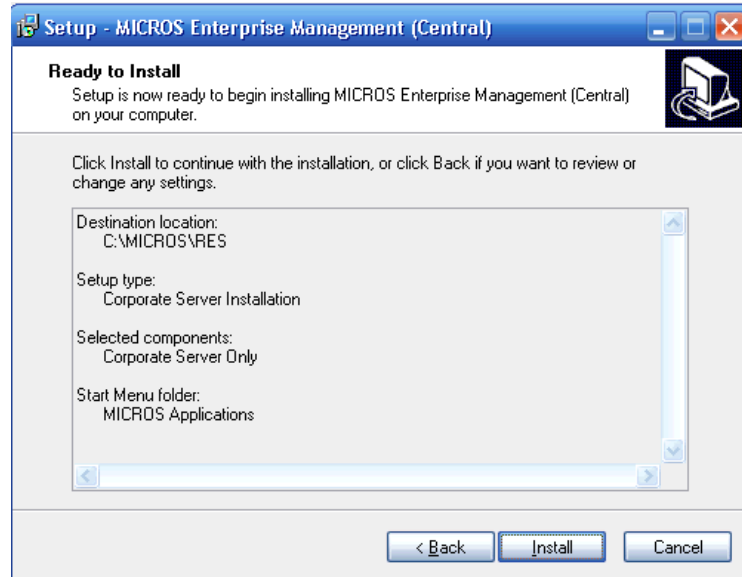 Setup - MICROS Enterprise Management (Central)
Ready to Install
Setup is now ready to begin installing MICROS Enterprise Management (Central)
on your computer.
Click Install to continue with the installation, or click Back if you want to review or
change any settings.
Destination location:
C:\MICROS\RES
Setup type:
Corporate Server Installation
Selected components:
Corporate Server Only
Start Menu folder:
MICROS Applications
< Back
Install
Cancel